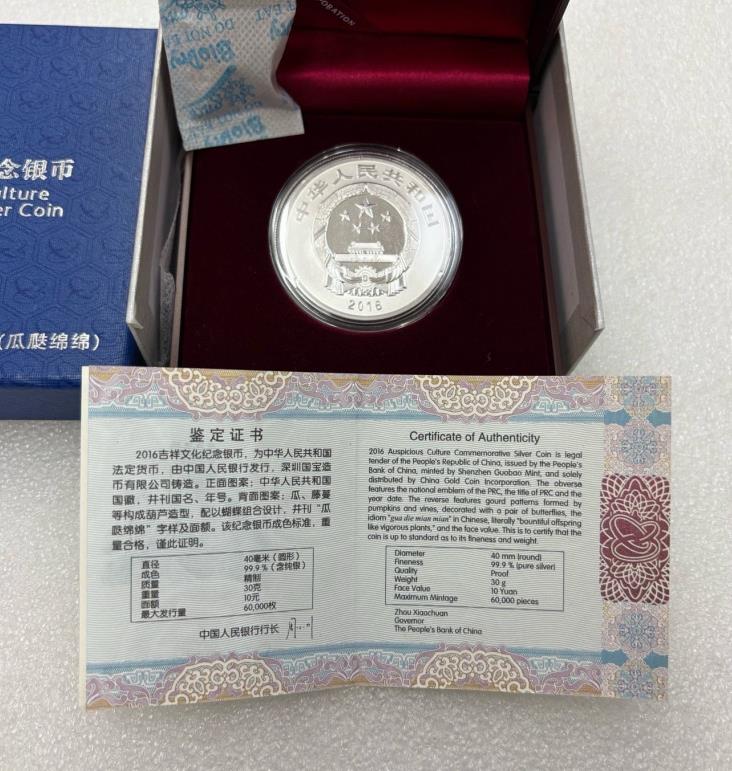 ORPORATION
DO NOT EAT
念银币
lture
er Coin
(瓜瓞绵绵)
中华人民共和国
2016
鉴定证书
2016吉祥文化纪念银币,为中华人民共和国
法定货币,由中国人民银行发行,深圳国宝造
币有限公司铸造。正面图案:中华人民共和国
国徽,并刊国名、年号。背面图案:瓜、藤蔓
等构成葫芦造型,配以蝴蝶组合设计,并刊“瓜
瓞绵绵”字样及面额。该纪念银币成色标准,重
量合格,谨此证明。
直径 40毫米(圆形)
成色 99.9%(含纯银)
质量 精制
重量 30克
面额 10元
最大发行量 60,000枚
中国人民银行行长
Certificate of Authenticity
2016 Auspicious Culture Commemorative Silver Coin is legal
tender of the People's Republic of China, issued by the People's
Bank of China, minted by Shenzhen Guobao Mint, and solely
distributed by China Gold Coin Incorporation. The obverse
features the national emblem of the PRC, the title of PRC and the
year date. The reverse features gourd patterns formed by
pumpkins and vines, decorated with a pair of butterflies, the
idiom "gua die mian mian" in Chinese, literally "bountiful offspring
like vigorous plants," and the face value. This is to certify that the
coin is up to standard as to its fineness and weight.
Diameter 40 mm (round)
Fineness 99.9 % (pure silver)
Quality Proof
Weight 30 g
Face Value 10 Yuan
Maximum Mintage 60,000 pieces
Zhou Xiaochuan
Governor
The People's Bank of China